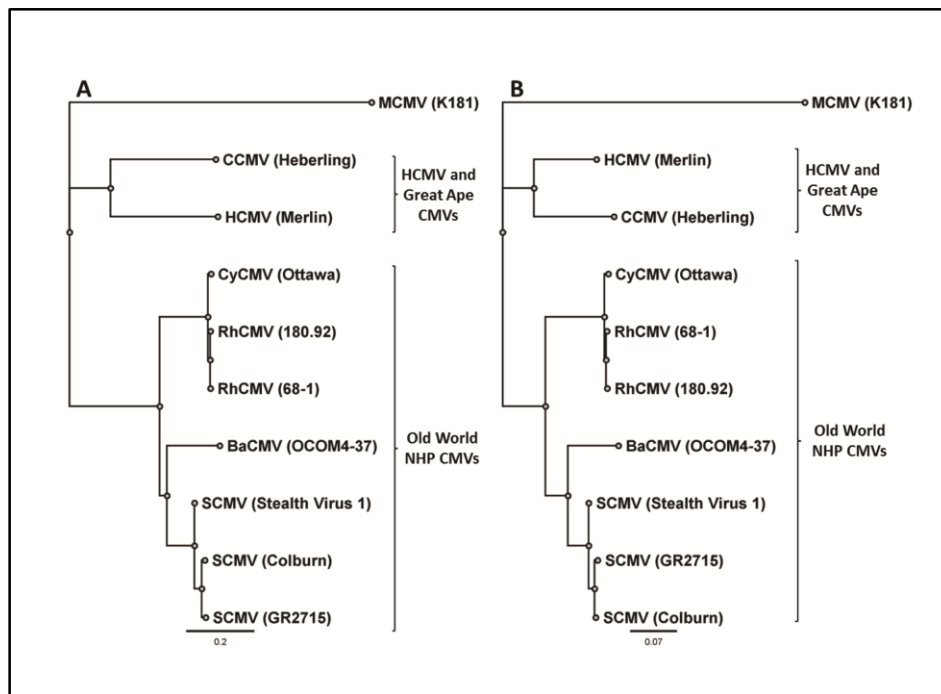 A
MCMV (K181)
CCMV (Heberling)
HCMV (Merlin)
HCMV and
Great Ape
CMVs
CyCMV (Ottawa)
RhCMV (180.92)
RhCMV (68-1)
BaCMV (OCOM4-37)
SCMV (Stealth Virus 1)
SCMV (Colburn)
SCMV (GR2715)
Old World
NHP CMVs
0.2
B
MCMV (K181)
HCMV (Merlin)
CCMV (Heberling)
HCMV and
Great Ape
CMVs
CyCMV (Ottawa)
RhCMV (68-1)
RhCMV (180.92)
BaCMV (OCOM4-37)
SCMV (Stealth Virus 1)
SCMV (GR2715)
SCMV (Colburn)
Old World
NHP CMVs
0.07